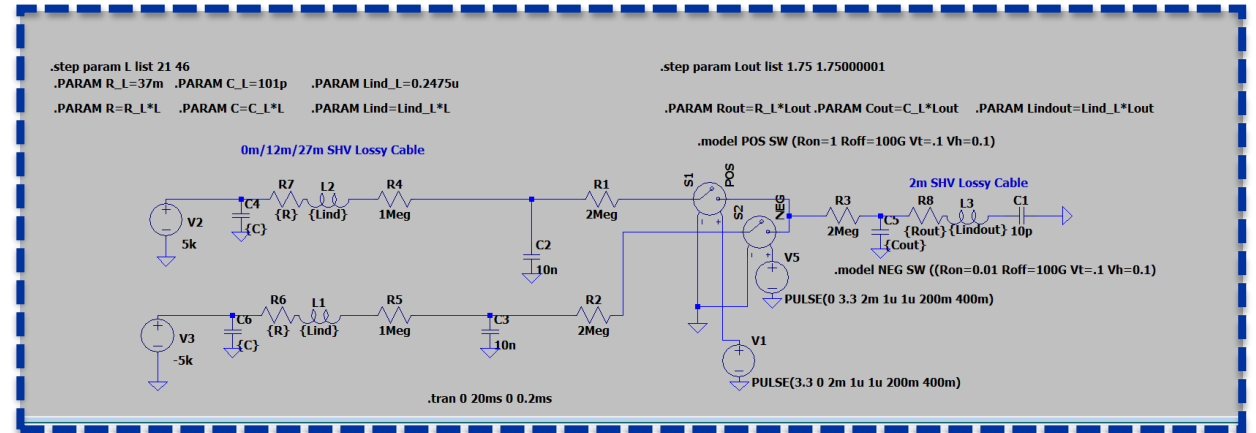 .step param L list 21 46
.PARAM R_L=37m .PARAM C_L=101p .PARAM Lind_L=0.2475u
.PARAM R=R_L*L .PARAM C=C_L*L .PARAM Lind=Lind_L*L
.step param Lout list 1.75 1.75000001
.PARAM Rout=R_L*Lout .PARAM Cout=C_L*Lout .PARAM Lindout=Lind_L*Lout
.model POS SW (Ron=1 Roff=100G Vt=.1 Vh=0.1)
0m/12m/27m SHV Lossy Cable
V2
5k
C4
{C}
R7
{R}
L2
{Lind}
R4
1Meg
C2
10n
R1
2Meg
S1
POS
- +
S2
NEG
- +
2m SHV Lossy Cable
R3
2Meg
C5
{Cout}
R8
{Rout}
L3
{Lindout}
C1
10p
V5
.model NEG SW ((Ron=0.01 Roff=100G Vt=.1 Vh=0.1)
PULSE(0 3.3 2m 1u 1u 200m 400m)
V3
-5k
C6
{C}
R6
{R}
L1
{Lind}
R5
1Meg
C3
10n
R2
2Meg
V1
PULSE(3.3 0 2m 1u 1u 200m 400m)
.tran 0 20ms 0 0.2ms